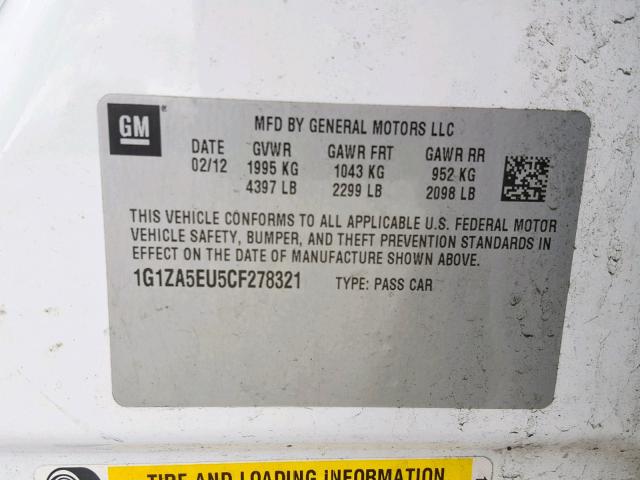 GM
MFD BY GENERAL MOTORS LLC
DATE GVWR GAWR FRT GAWR RR
02/12 1995 KG 1043 KG 952 KG
4397 LB 2299 LB 2098 LB
THIS VEHICLE CONFORMS TO ALL APPLICABLE U.S. FEDERAL MOTOR
VEHICLE SAFETY, BUMPER, AND THEFT PREVENTION STANDARDS IN
EFFECT ON THE DATE OF MANUFACTURE SHOWN ABOVE.
1G1ZA5EU5CF278321 TYPE: PASS CAR
TIRE AND LOADING INFORMATION